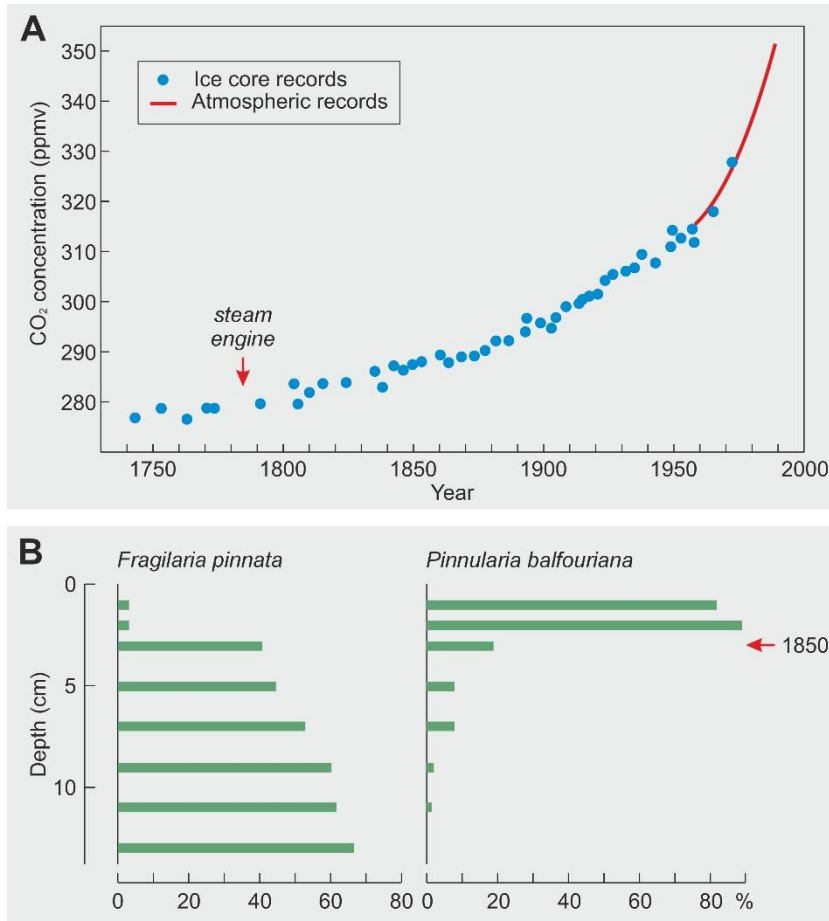 A
CO₂ concentration (ppmv)
350
340
330
320
310
300
290
280
Ice core records
Atmospheric records
steam
engine
1750
1800
1850
1900
1950
2000
Year
B
Fragilaria pinnata
Pinnularia balfouriana
Depth (cm)
0
5
10
1850
0
20
40
60
80
0
20
40
60
80
%